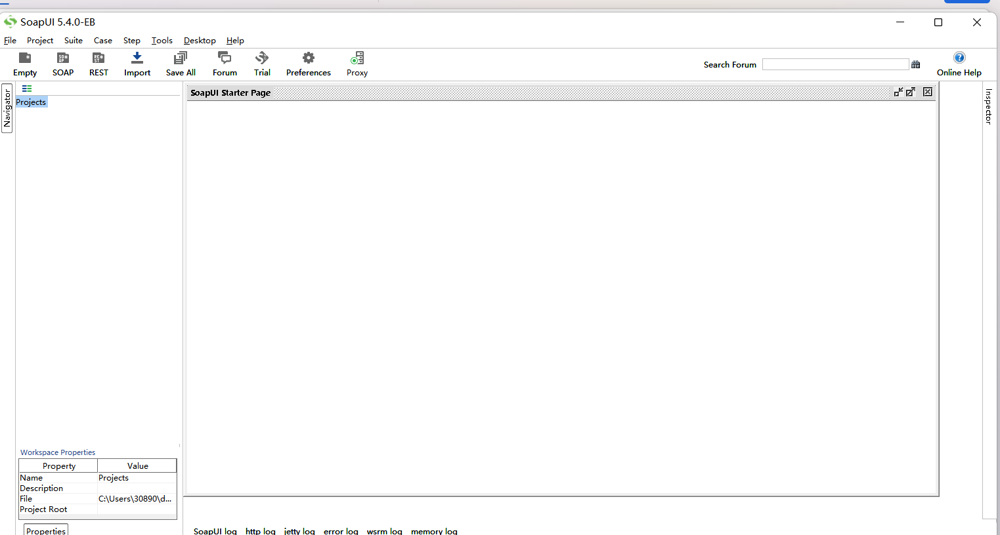 SoapUI 5.4.0-EB
File Project Suite Case Step Tools Desktop Help
Empty SOAP REST Import Save All Forum Trial Preferences Proxy Search Forum Online Help
Navigator
Projects
SoapUI Starter Page
Inspector
Workspace Properties
Property Value
Name Projects
Description
File C:\Users\30890\d...
Project Root
Properties
SoapUI log http log jetty log error log wsrm log memory log